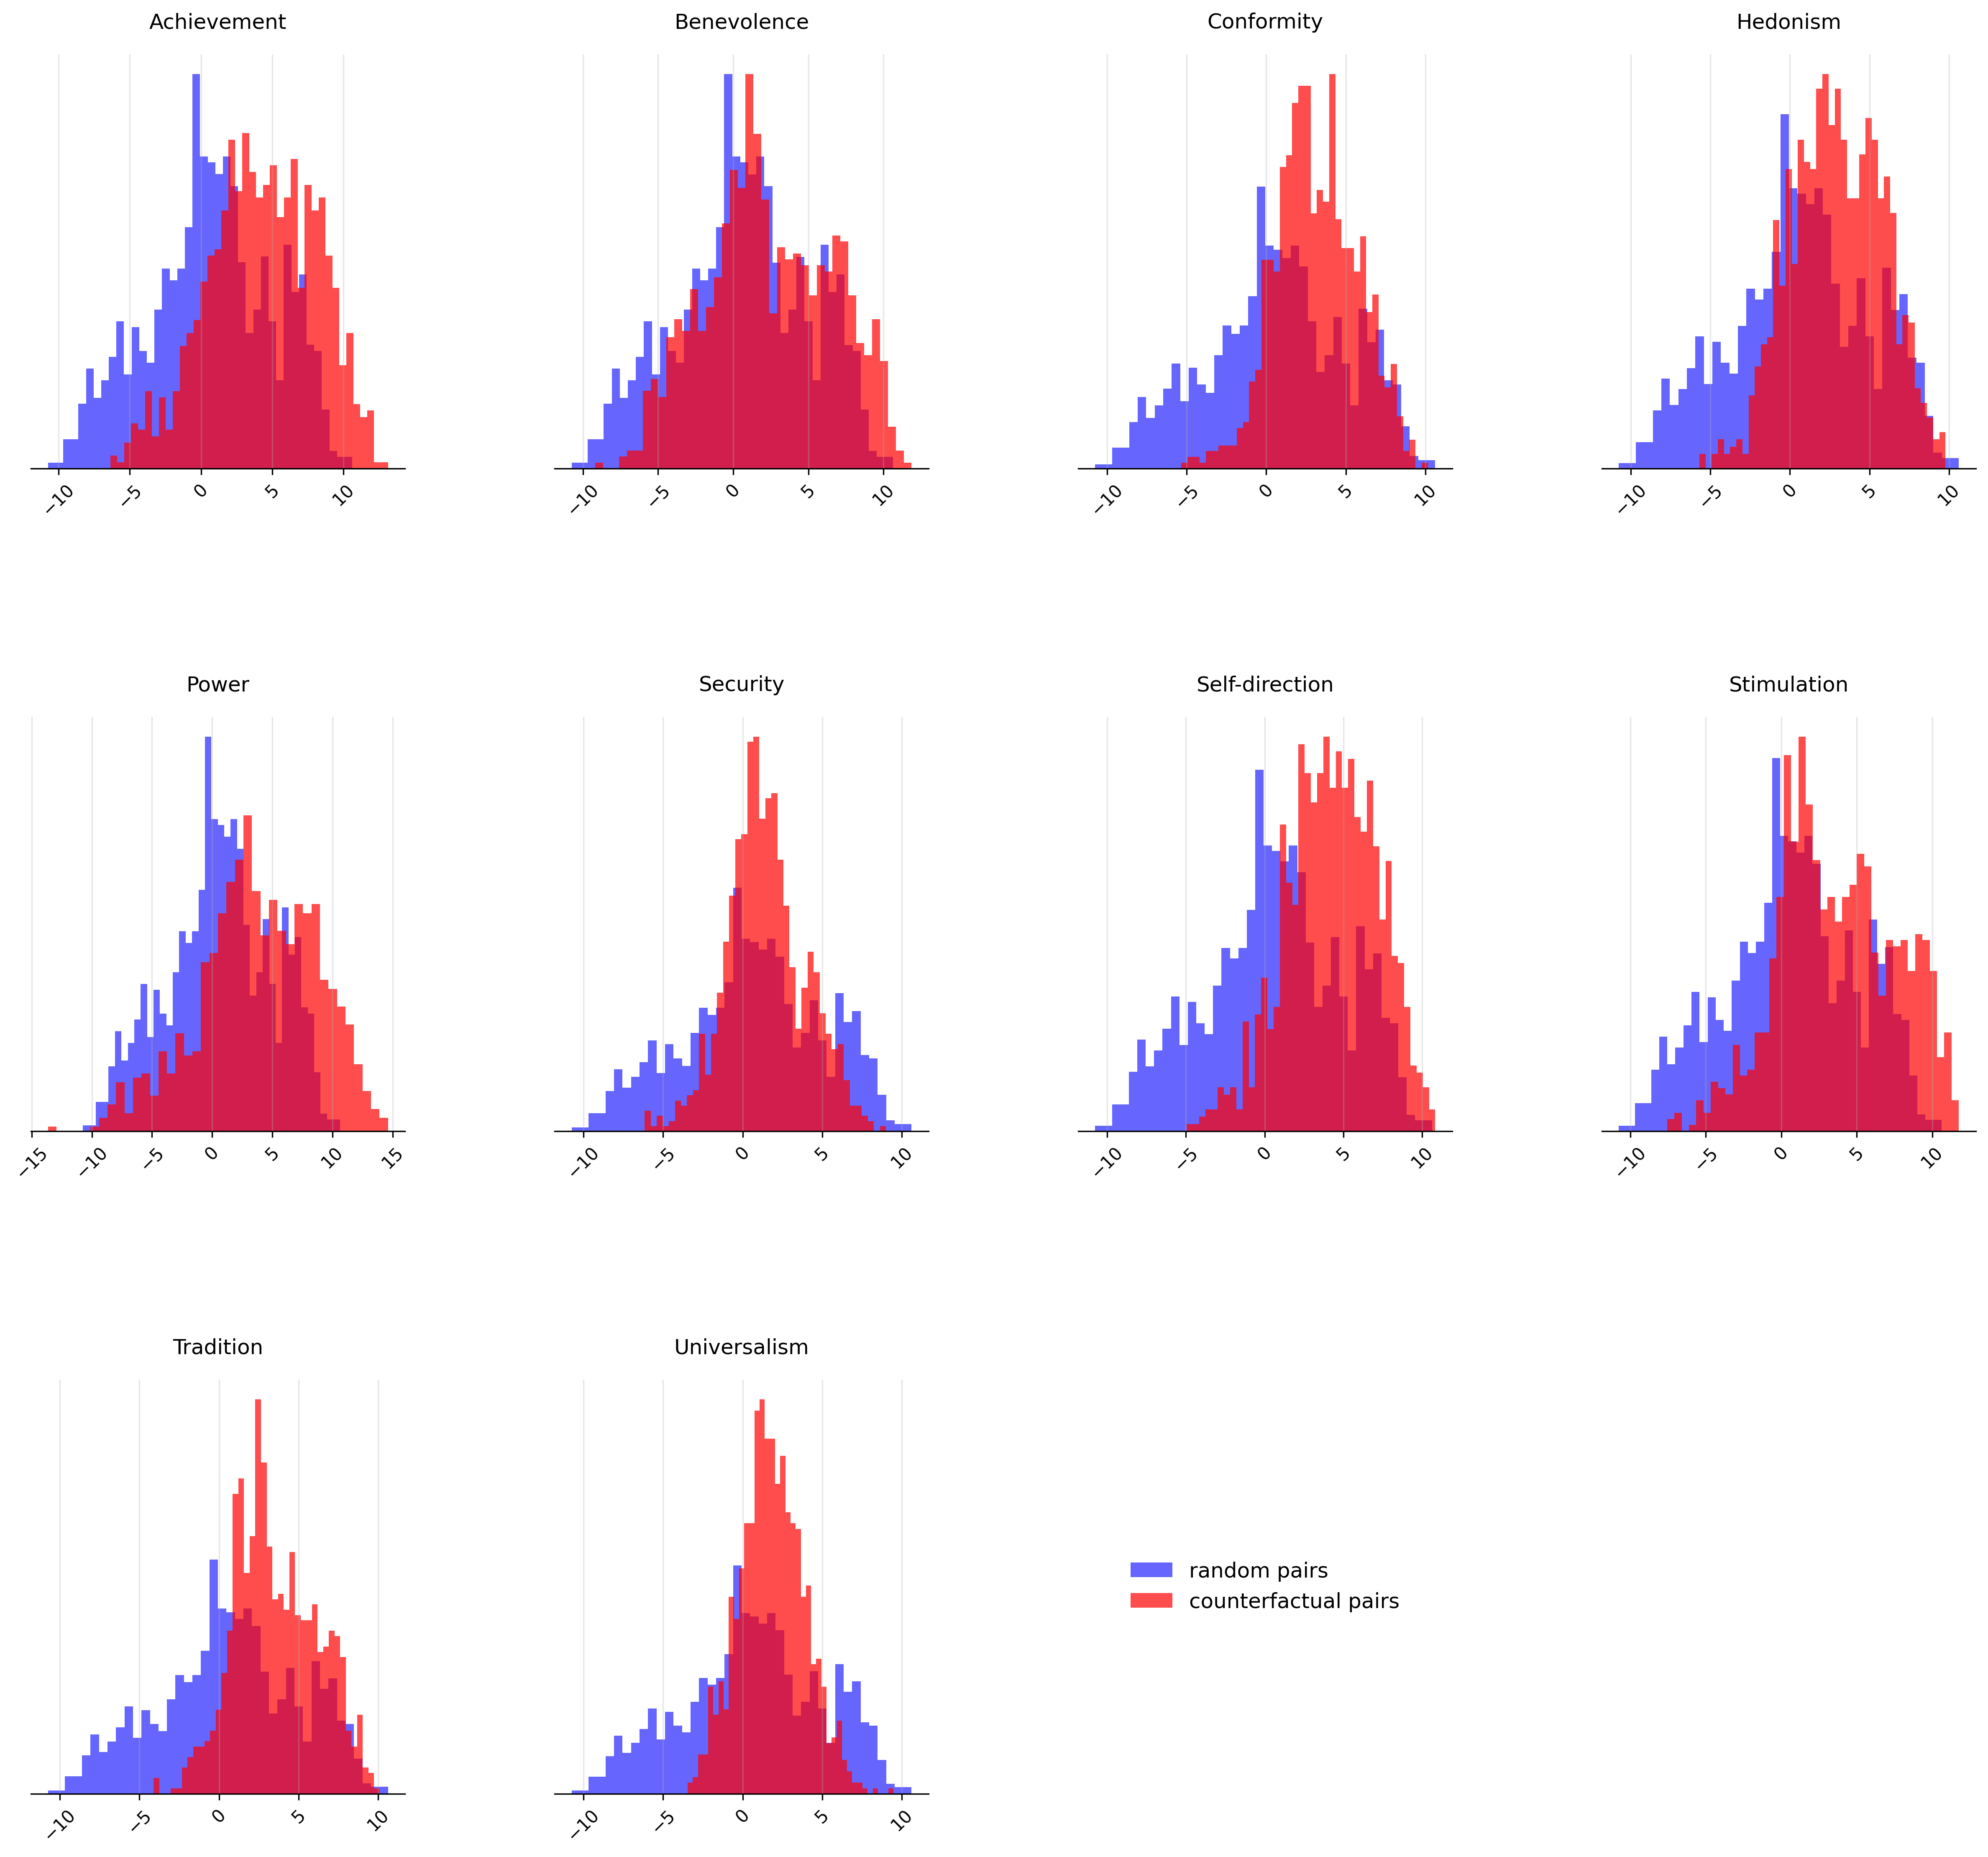 Achievement
Benevolence
Conformity
Hedonism
−10 −5 0 5 10
−10 −5 0 5 10
−10 −5 0 5 10
−10 −5 0 5 10
Power
Security
Self-direction
Stimulation
−15 −10 −5 0 5 10 15
−10 −5 0 5 10
−10 −5 0 5 10
−10 −5 0 5 10
Tradition
Universalism
random pairs
counterfactual pairs
−10 −5 0 5 10
−10 −5 0 5 10